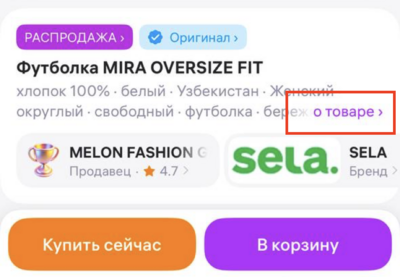 РАСПРОДАЖА › Оригинал ›
Футболка MIRA OVERSIZE FIT
хлопок 100% · белый · Узбекистан · Женский
округлый · свободный · футболка · береж о товаре ›
MELON FASHION G sela. SELA
Продавец · ★ 4.7 › Бренд ›
Купить сейчас В корзину